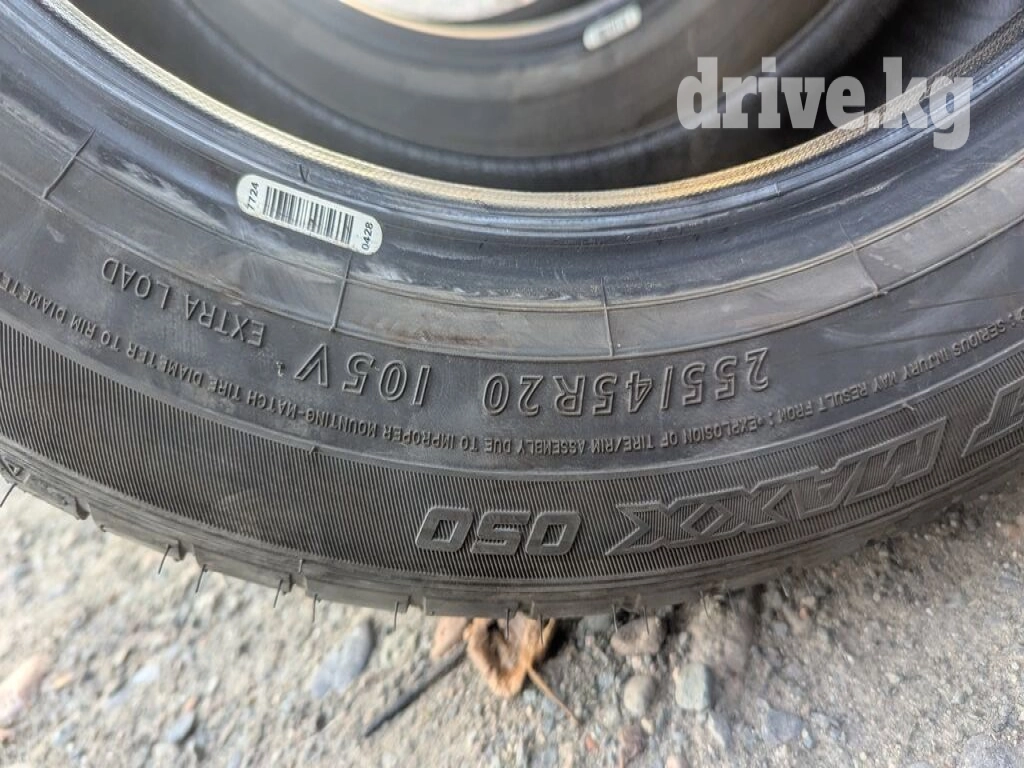 drive.kg
7724
0428
255/45R20 105V EXTRA LOAD
: SERIOUS INJURY MAY RESULT FROM : •EXPLOSION OF TIRE/RIM ASSEMBLY DUE TO IMPROPER MOUNTING-MATCH TIRE DIAMETER TO RIM DIAMETER
MAXX 050